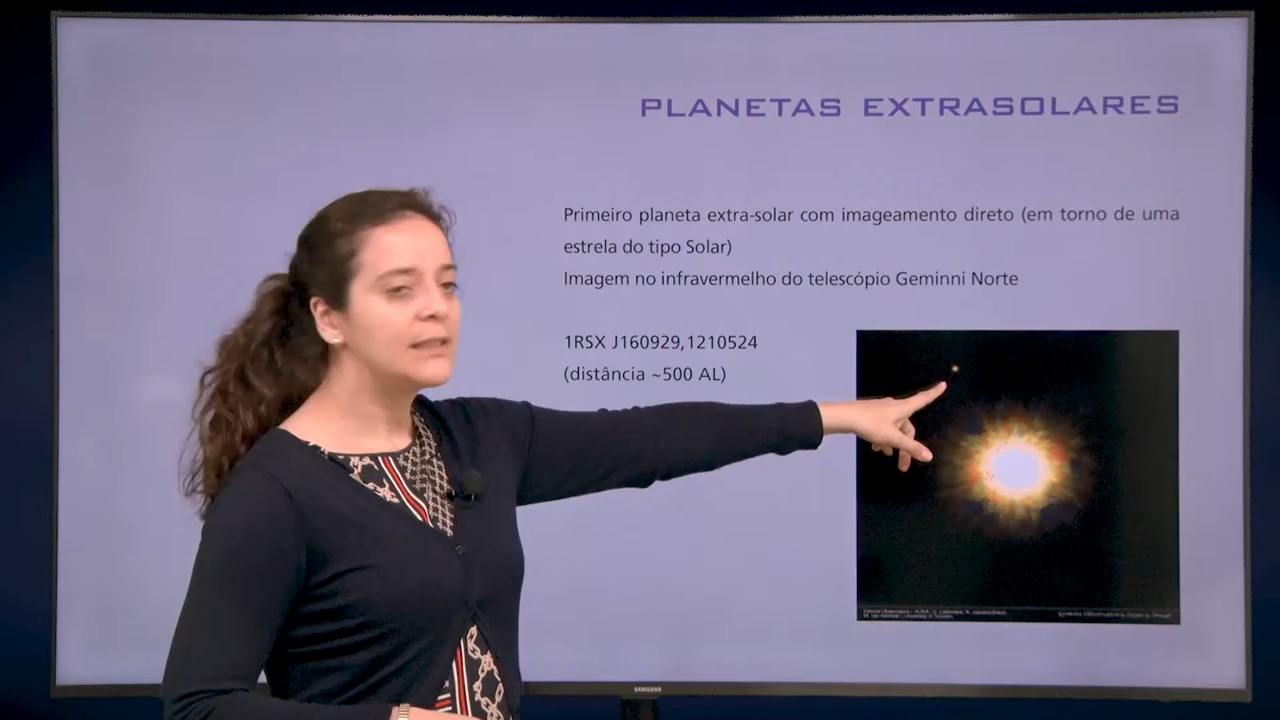 PLANETAS EXTRASOLARES
Primeiro planeta extra-solar com imageamento direto (em torno de uma
estrela do tipo Solar)
Imagem no infravermelho do telescópio Geminni Norte
1RSX J160929,1210524
(distância ~500 AL)
SAMSUNG